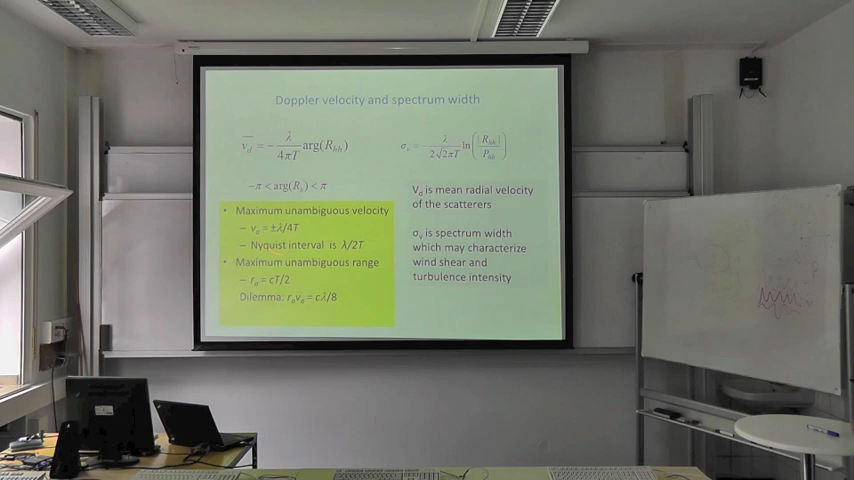 Doppler velocity and spectrum width
v̅d = −λ/4πT arg(Rhh)
σv = −λ/2√2πT ln(|Rhh|/Phh)
−π < arg(Rh) < π
• Maximum unambiguous velocity
– va = ±λ/4T
– Nyquist interval is λ/2T
• Maximum unambiguous range
– ra = cT/2
Dilemma: rava = cλ/8
Vd is mean radial velocity
of the scatterers
σv is spectrum width
which may characterize
wind shear and
turbulence intensity